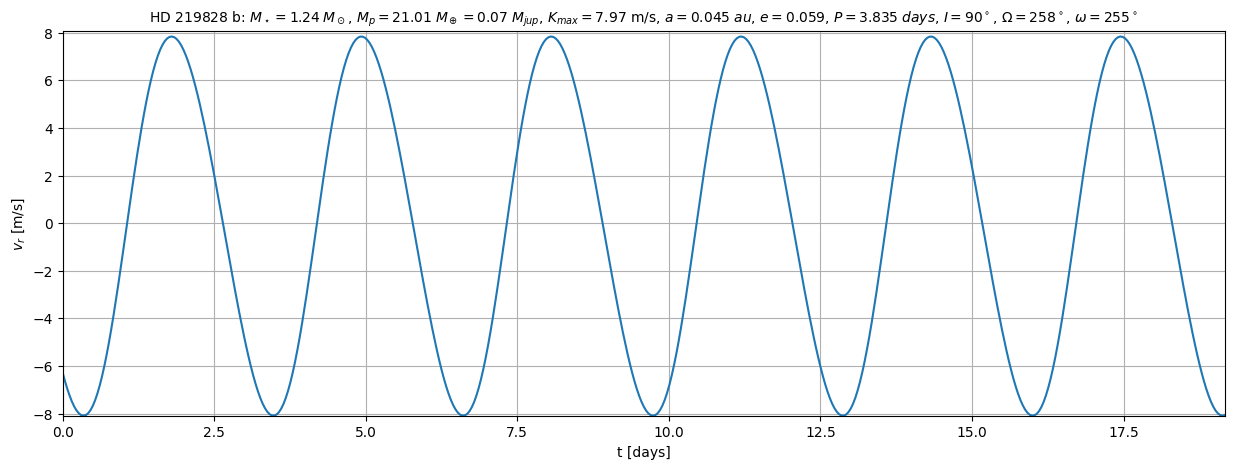 HD 219828 b: M⋆ = 1.24 M⊙, Mp = 21.01 M⊕ = 0.07 Mjup, Kmax = 7.97 m/s, a = 0.045 au, e = 0.059, P = 3.835 days, I = 90°, Ω = 258°, ω = 255°
8
6
4
2
0
−2
−4
−6
−8
vr [m/s]
0.0 2.5 5.0 7.5 10.0 12.5 15.0 17.5
t [days]